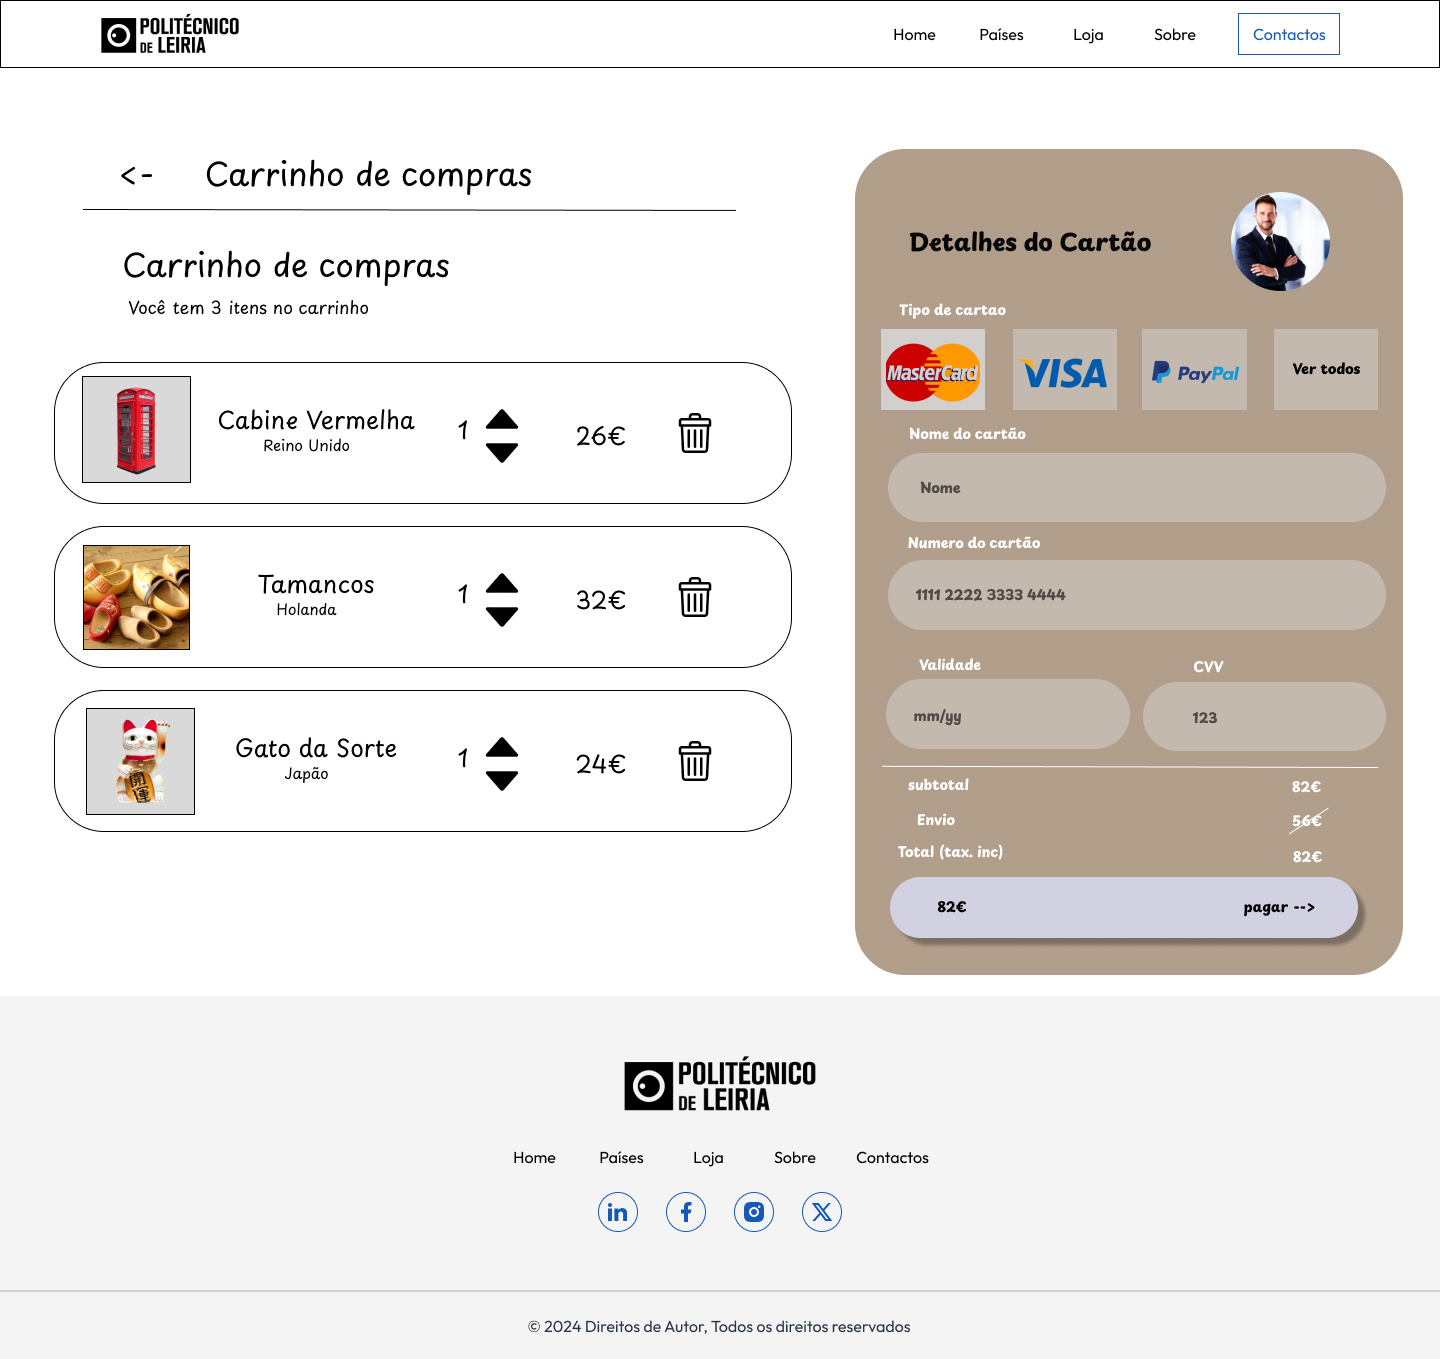 POLITÉCNICO
DE LEIRIA
Home Países Loja Sobre Contactos
<- Carrinho de compras
Carrinho de compras
Você tem 3 itens no carrinho
Cabine Vermelha
Reino Unido
1
26€
Tamancos
Holanda
1
32€
Gato da Sorte
Japão
1
24€
開運
Detalhes do Cartão
Tipo de cartao
MasterCard VISA PayPal Ver todos
Nome do cartão
Nome
Numero do cartão
1111 2222 3333 4444
Validade CVV
mm/yy 123
subtotal 82€
Envio 56€
Total (tax. inc) 82€
82€ pagar -->
POLITÉCNICO
DE LEIRIA
Home Países Loja Sobre Contactos
in f X
© 2024 Direitos de Autor, Todos os direitos reservados